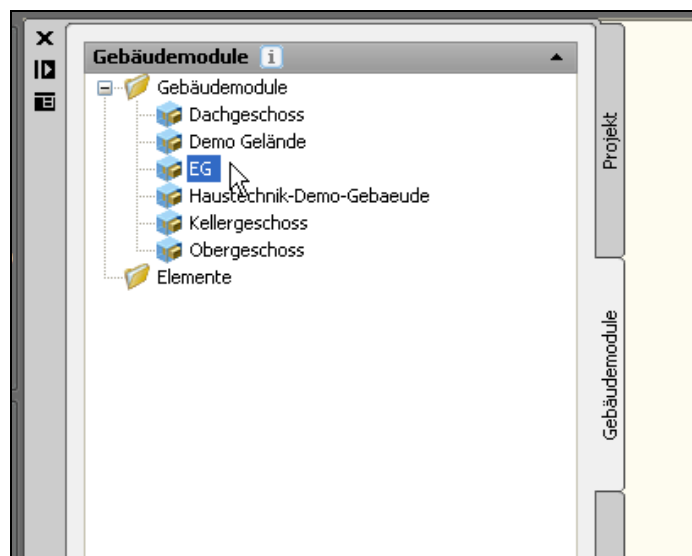 Gebäudemodule
Gebäudemodule
Dachgeschoss
Demo Gelände
EG
Haustechnik-Demo-Gebaeude
Kellergeschoss
Obergeschoss
Elemente
Projekt
Gebäudemodule